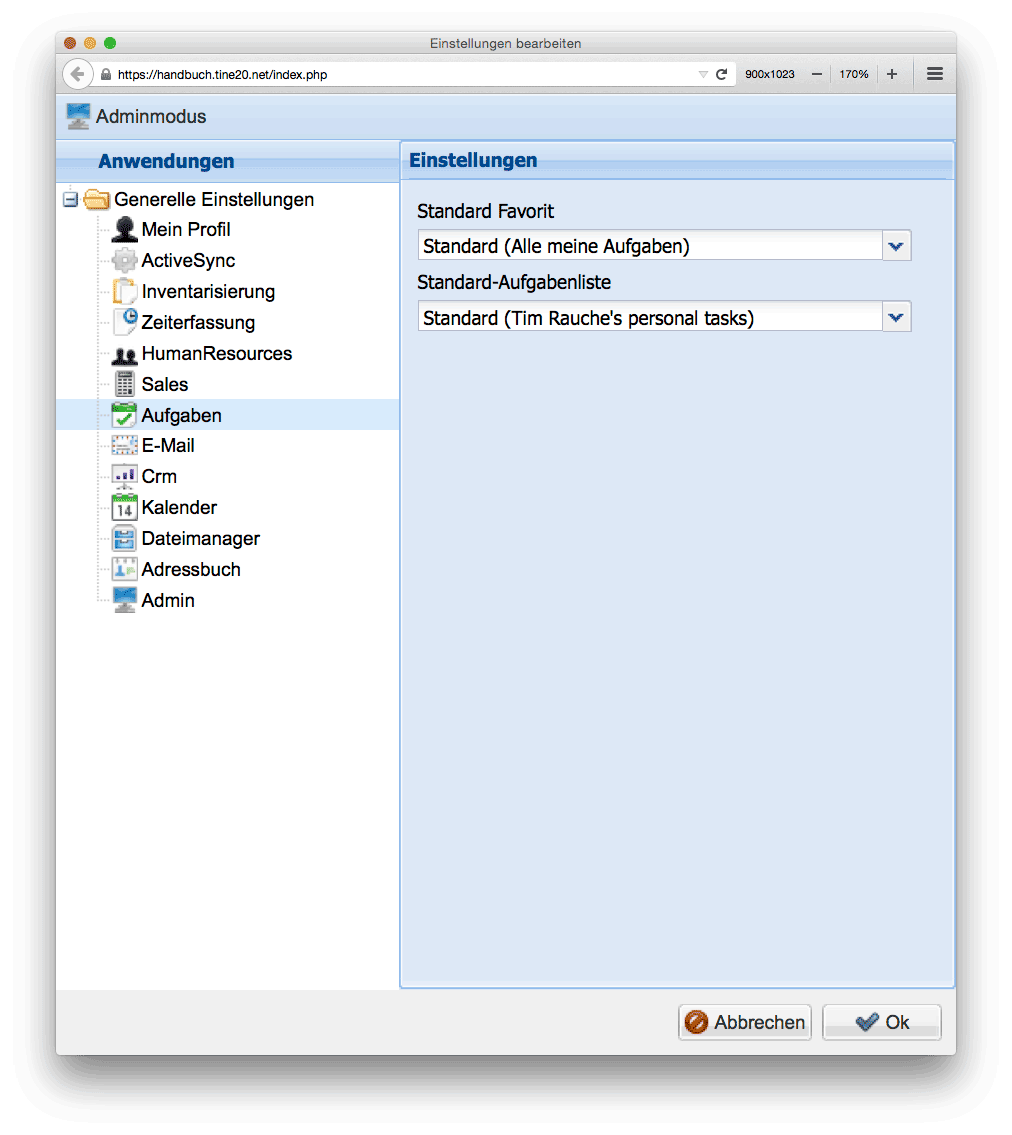 Einstellungen bearbeiten
https://handbuch.tine20.net/index.php
900x1023
170%
Adminmodus
Anwendungen
Generelle Einstellungen
Mein Profil
ActiveSync
Inventarisierung
Zeiterfassung
HumanResources
Sales
Aufgaben
E-Mail
Crm
14
Kalender
Dateimanager
Adressbuch
Admin
Einstellungen
Standard Favorit
Standard (Alle meine Aufgaben)
Standard-Aufgabenliste
Standard (Tim Rauche's personal tasks)
Abbrechen
Ok